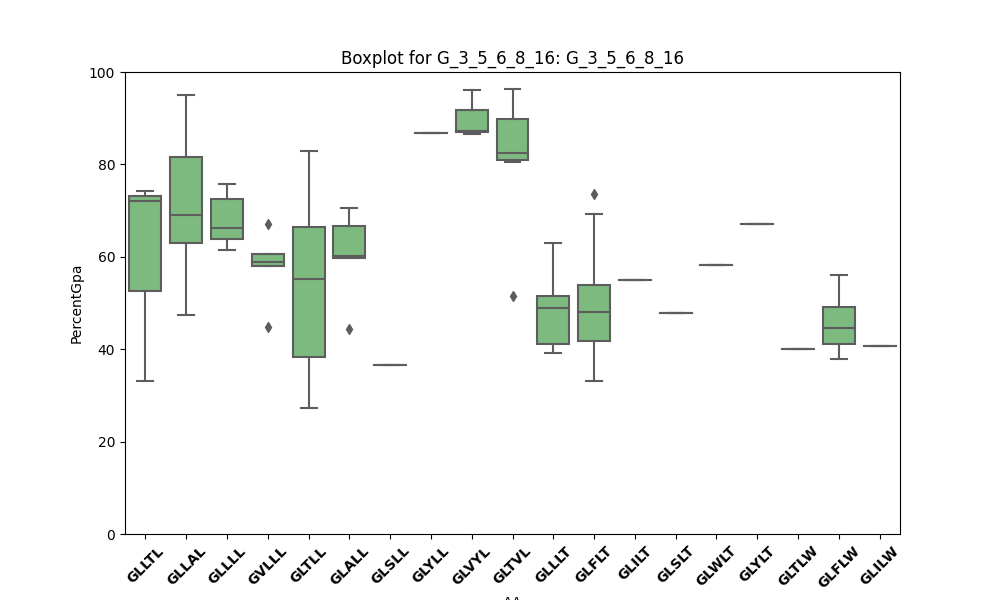 Boxplot for G_3_5_6_8_16: G_3_5_6_8_16
100
80
60
40
20
0
PercentGpa
GLLTL
GLLAL
GLLLL
GVLLL
GLTLL
GLALL
GLSLL
GLYLL
GLVYL
GLTVL
GLLLT
GLFLT
GLILT
GLSLT
GLWLT
GLYLT
GLTLW
GLFLW
GLILW